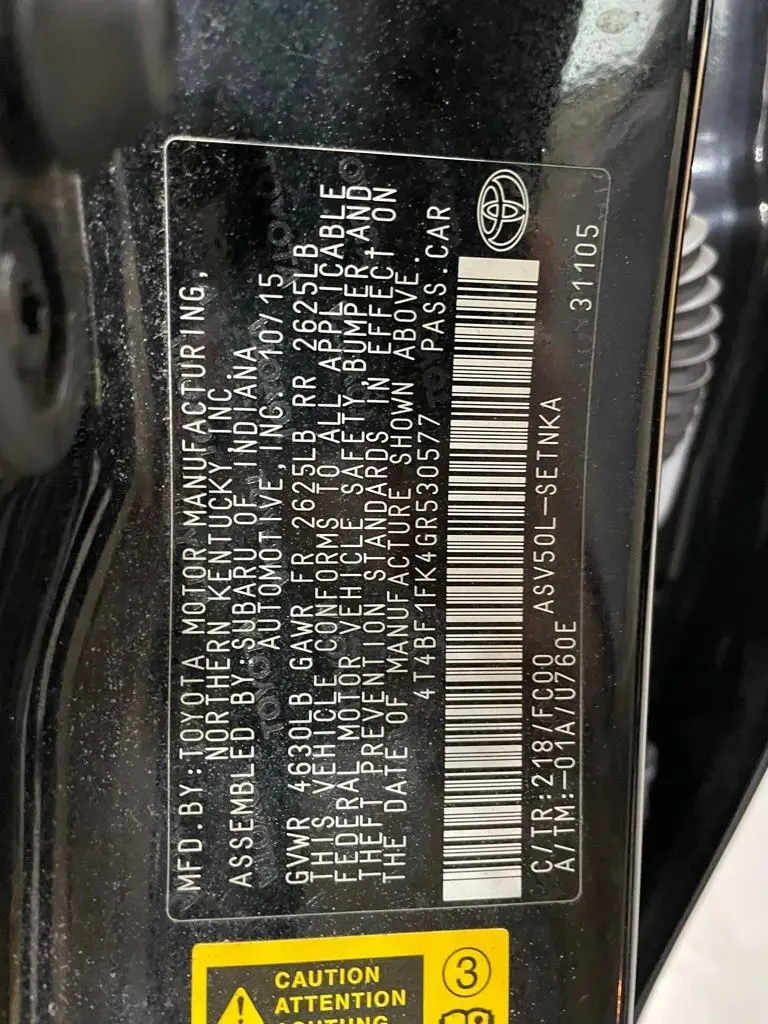 MFD.BY:TOYOTA MOTOR MANUFACTURING,
NORTHERN KENTUCKY,INC.
ASSEMBLED BY:SUBARU OF INDIANA
AUTOMOTIVE,INC. 10/15
GVWR 4630LB GAWR FR 2625LB RR 2625LB
THIS VEHICLE CONFORMS TO ALL APPLICABLE
FEDERAL MOTOR VEHICLE SAFETY,BUMPER,AND
THEFT PREVENTION STANDARDS IN EFFECT ON
THE DATE OF MANUFACTURE SHOWN ABOVE.
4T4BF1FK4GR530577 PASS.CAR
C/TR:218/FC00 ASV50L-SETNKA
A/TM:-01A/U760E 31105
CAUTION
ATTENTION
3